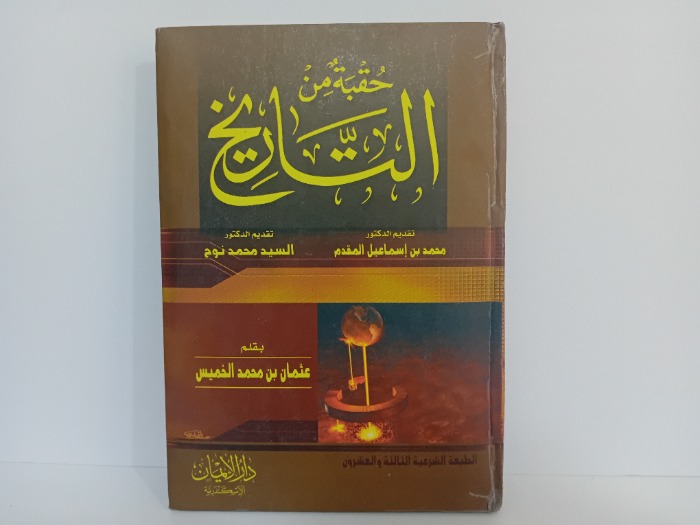 حُقْبَةٌ مِنَ
التَّارِيخِ
تقديم الدكتور
محمد بن إسماعيل المقدم
تقديم الدكتور
السيد محمد نوح
بقلم
عثمان بن محمد الخميس
الطبعة الشرعية الثالثة والعشرون
دار الإيمان
الإسكندرية